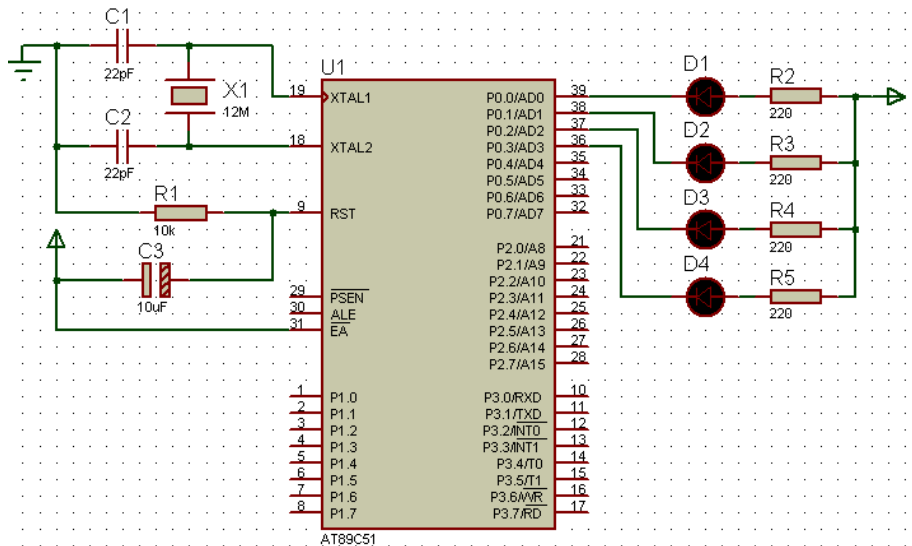 C1
22pF
X1
12M
C2
22pF
R1
10k
C3
10uF
U1
19 XTAL1
18 XTAL2
9 RST
29 PSEN
30 ALE
31 EA
1 P1.0
2 P1.1
3 P1.2
4 P1.3
5 P1.4
6 P1.5
7 P1.6
8 P1.7
P0.0/AD0 39
P0.1/AD1 38
P0.2/AD2 37
P0.3/AD3 36
P0.4/AD4 35
P0.5/AD5 34
P0.6/AD6 33
P0.7/AD7 32
P2.0/A8 21
P2.1/A9 22
P2.2/A10 23
P2.3/A11 24
P2.4/A12 25
P2.5/A13 26
P2.6/A14 27
P2.7/A15 28
P3.0/RXD 10
P3.1/TXD 11
P3.2/INT0 12
P3.3/INT1 13
P3.4/T0 14
P3.5/T1 15
P3.6/WR 16
P3.7/RD 17
AT89C51
D1
R2
220
D2
R3
220
D3
R4
220
D4
R5
220